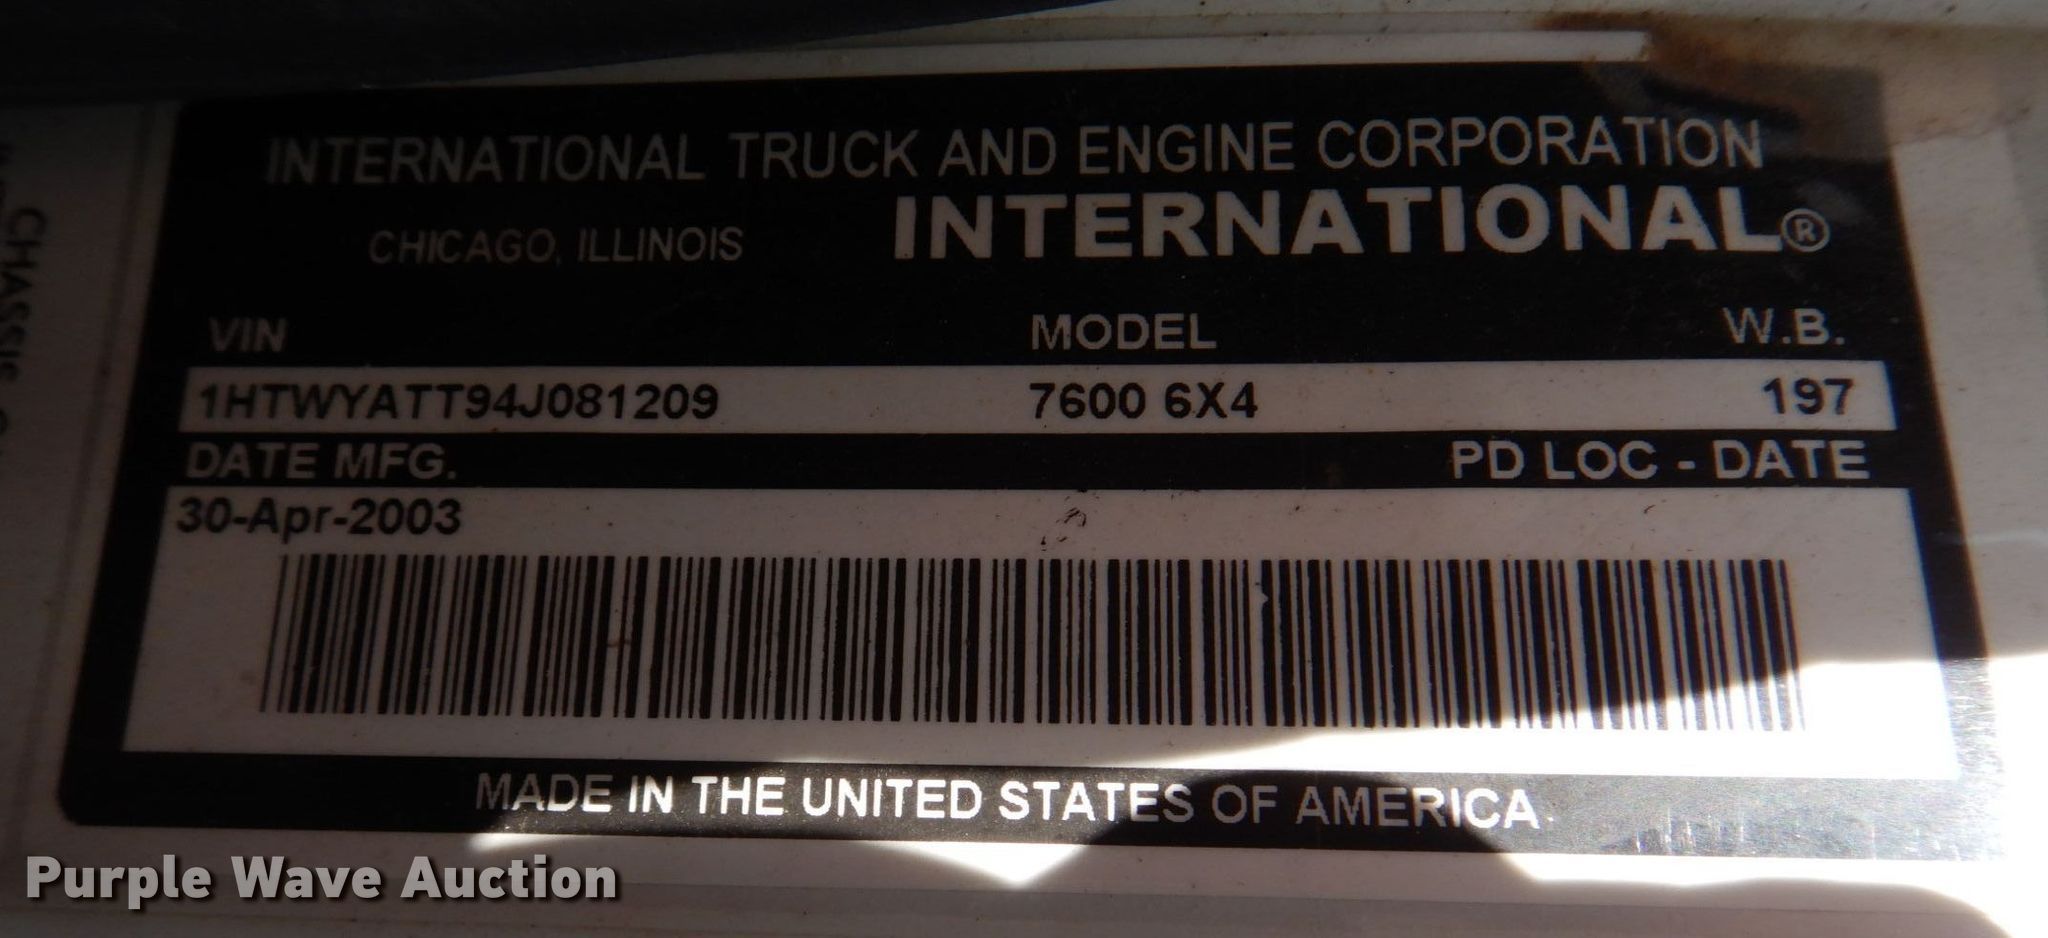 INTERNATIONAL TRUCK AND ENGINE CORPORATION
CHICAGO, ILLINOIS
INTERNATIONAL®
VIN MODEL W.B.
1HTWYATT94J081209 7600 6X4 197
DATE MFG. PD LOC - DATE
30-Apr-2003
MADE IN THE UNITED STATES OF AMERICA
CHASSIS
Purple Wave Auction